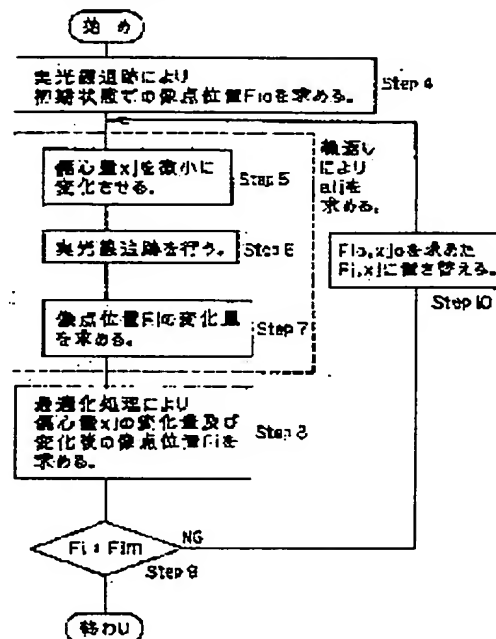 始め
実光線追跡により
初期状態での像点位置Fioを求める。
Step 4
偏心量xjを微小に
変化させる。
Step 5
繰返し
により
aijを
求める。
実光線追跡を行う。
Step 6
像点位置Fiの変化量
を求める。
Step 7
Fio,xjoを求めた
Fi,xjに置き替える。
Step 10
最適化処理により
偏心量xjの変化量及び
変化後の像点位置Fiを
求める。
Step 8
Fi : Fim
NG
Step 9
終わり